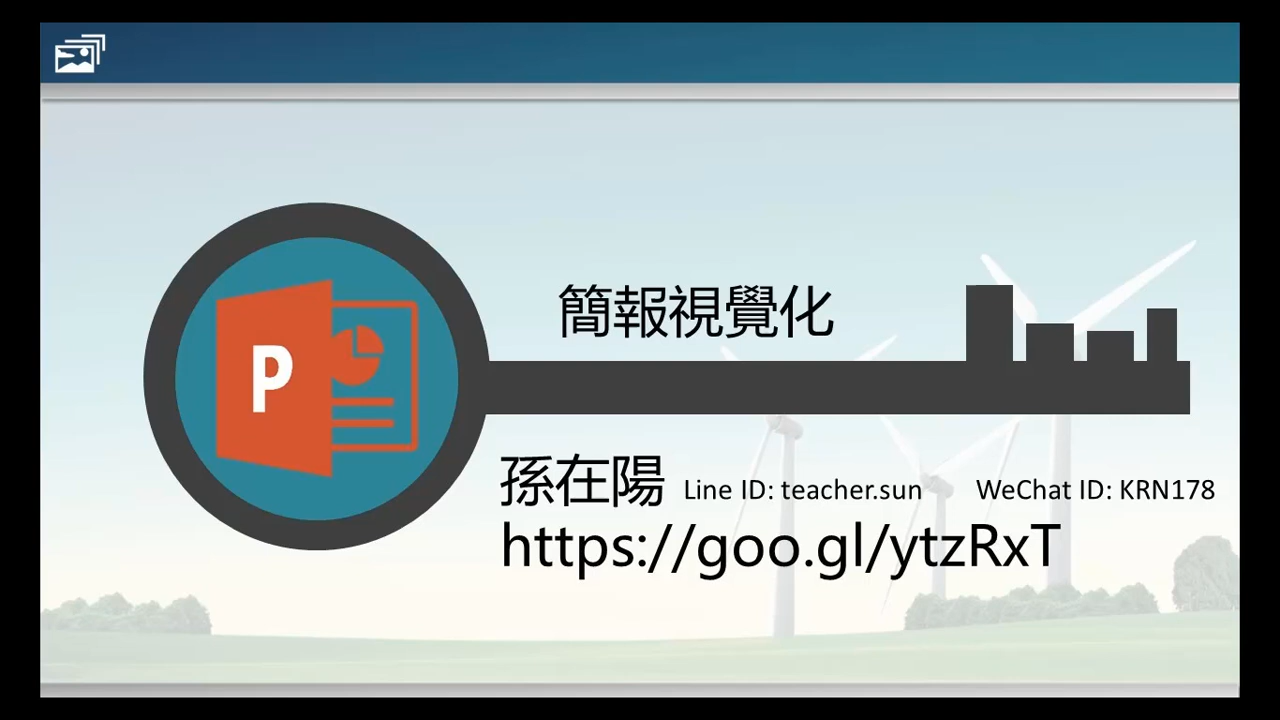 簡報視覺化
P
孫在陽 Line ID: teacher.sun WeChat ID: KRN178
https://goo.gl/ytzRxT